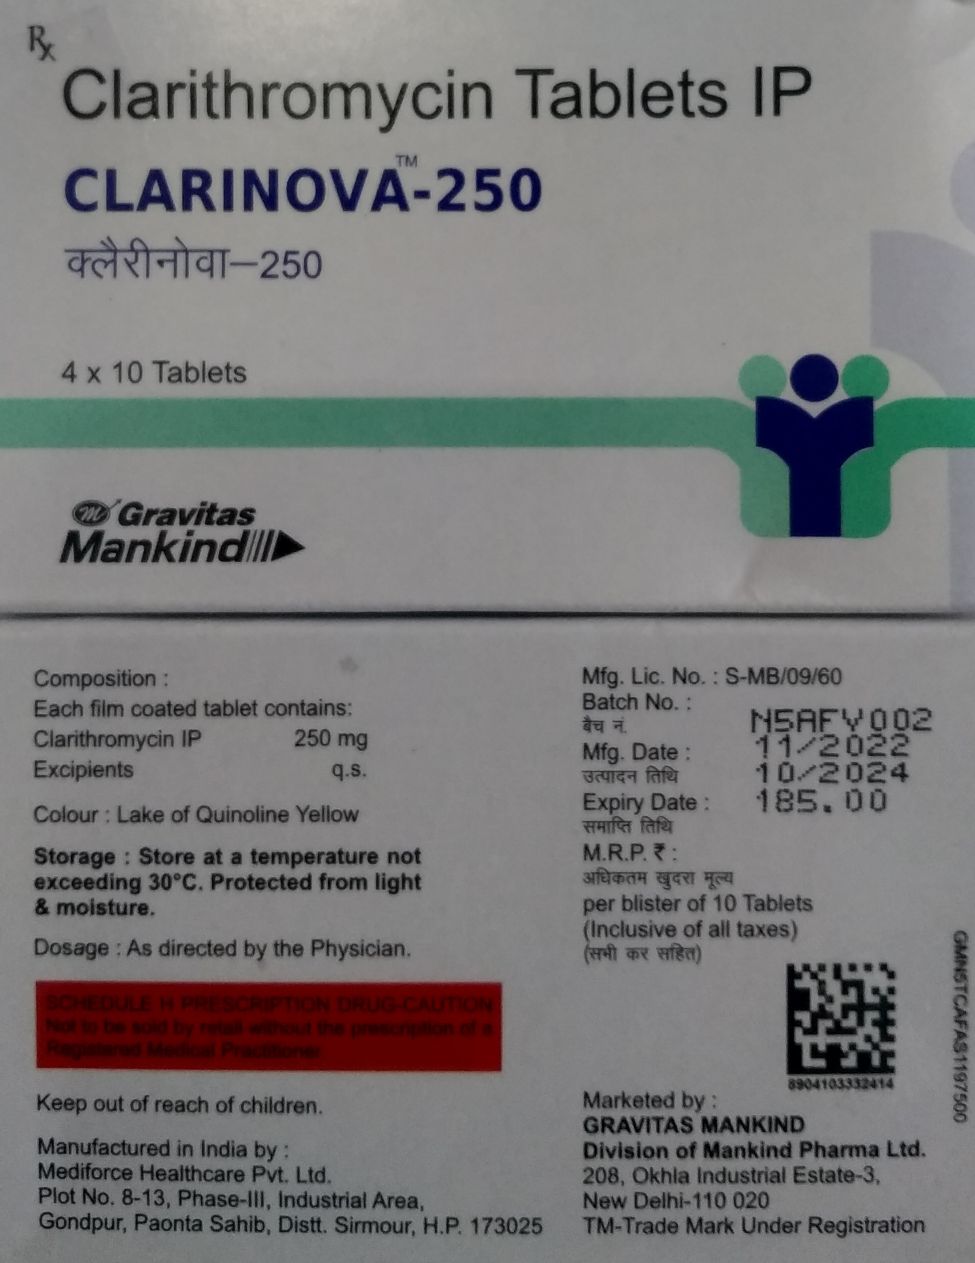 Rx
Clarithromycin Tablets IP
CLARINOVA™-250
क्लैरीनोवा–250
4 x 10 Tablets
m Gravitas
Mankind
Composition :
Each film coated tablet contains:
Clarithromycin IP 250 mg
Excipients q.s.
Colour : Lake of Quinoline Yellow
Storage : Store at a temperature not
exceeding 30°C. Protected from light
& moisture.
Dosage : As directed by the Physician.
SCHEDULE H PRESCRIPTION DRUG-CAUTION
Not to be sold by retail without the prescription of a
Registered Medical Practitioner.
Keep out of reach of children.
Manufactured in India by :
Mediforce Healthcare Pvt. Ltd.
Plot No. 8-13, Phase-III, Industrial Area,
Gondpur, Paonta Sahib, Distt. Sirmour, H.P. 173025
Mfg. Lic. No. : S-MB/09/60
Batch No. :
बैच नं. N5AFY002
Mfg. Date : 11/2022
उत्पादन तिथि 10/2024
Expiry Date : 185.00
समाप्ति तिथि
M.R.P. ₹ :
अधिकतम खुदरा मूल्य
per blister of 10 Tablets
(Inclusive of all taxes)
(सभी कर सहित)
8904103332414
GMNSTCAFAS1197500
Marketed by :
GRAVITAS MANKIND
Division of Mankind Pharma Ltd.
208, Okhla Industrial Estate-3,
New Delhi-110 020
TM-Trade Mark Under Registration